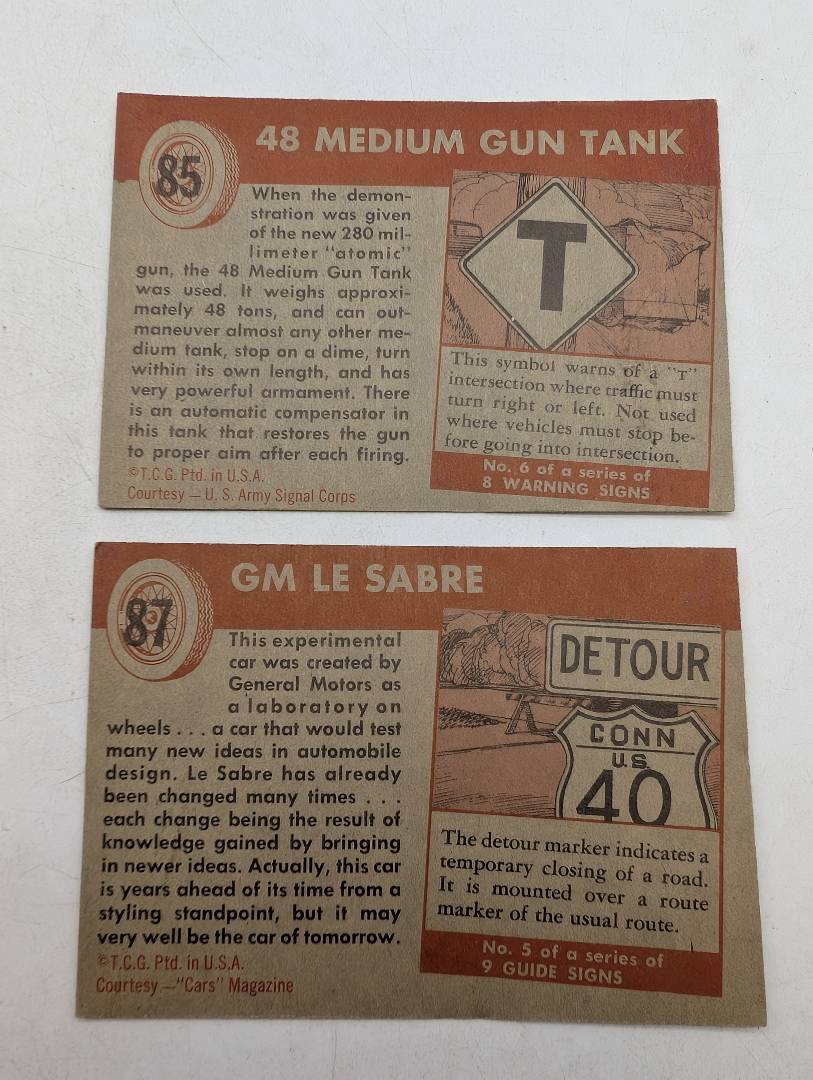 85
48 MEDIUM GUN TANK
When the demon-
stration was given
of the new 280 mil-
limeter "atomic"
gun, the 48 Medium Gun Tank
was used. It weighs approxi-
mately 48 tons, and can out-
maneuver almost any other me-
dium tank, stop on a dime, turn
within its own length, and has
very powerful armament. There
is an automatic compensator in
this tank that restores the gun
to proper aim after each firing.
©T.C.G. Ptd. in U.S.A.
Courtesy — U. S. Army Signal Corps
T
This symbol warns of a "T"
intersection where traffic must
turn right or left. Not used
where vehicles must stop be-
fore going into intersection.
No. 6 of a series of
8 WARNING SIGNS
87
GM LE SABRE
This experimental
car was created by
General Motors as
a laboratory on
wheels . . . a car that would test
many new ideas in automobile
design. Le Sabre has already
been changed many times . . .
each change being the result of
knowledge gained by bringing
in newer ideas. Actually, this car
is years ahead of its time from a
styling standpoint, but it may
very well be the car of tomorrow.
©T.C.G. Ptd. in U.S.A.
Courtesy — "Cars" Magazine
DETOUR
CONN
U.S.
40
The detour marker indicates a
temporary closing of a road.
It is mounted over a route
marker of the usual route.
No. 5 of a series of
9 GUIDE SIGNS